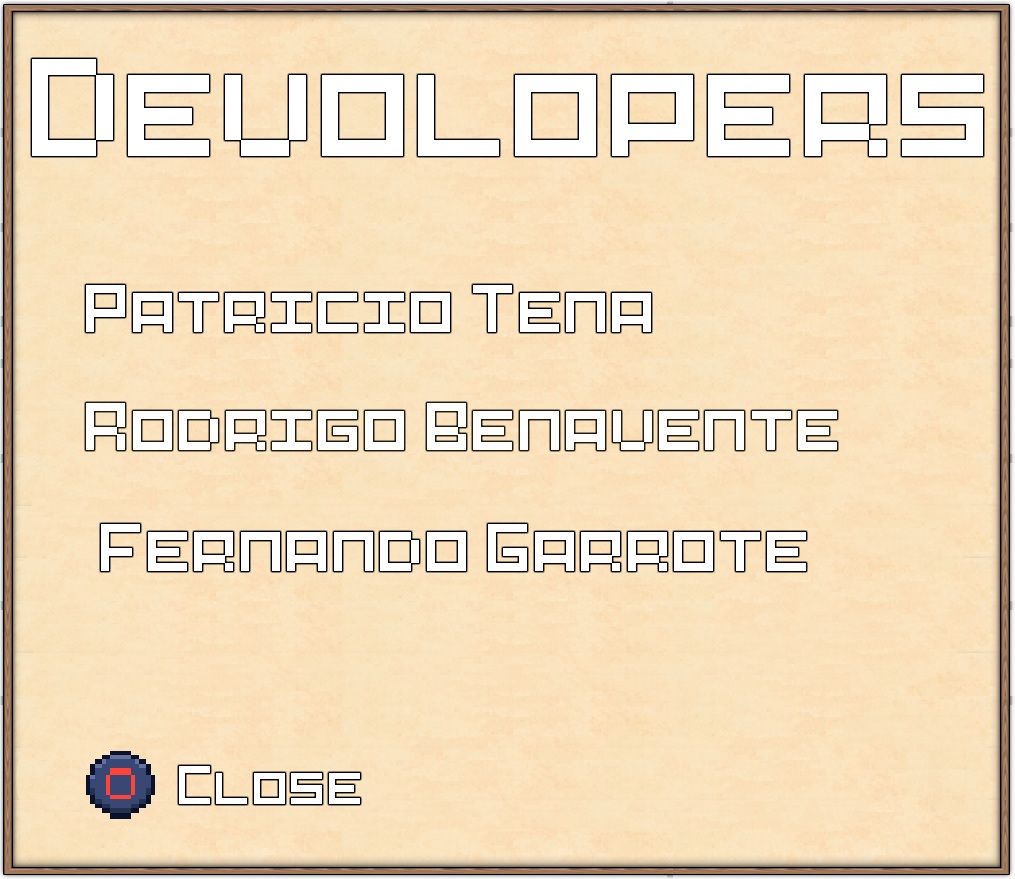 Devolopers
Patricio Tena
Rodrigo Benavente
Fernando Garrote
Close